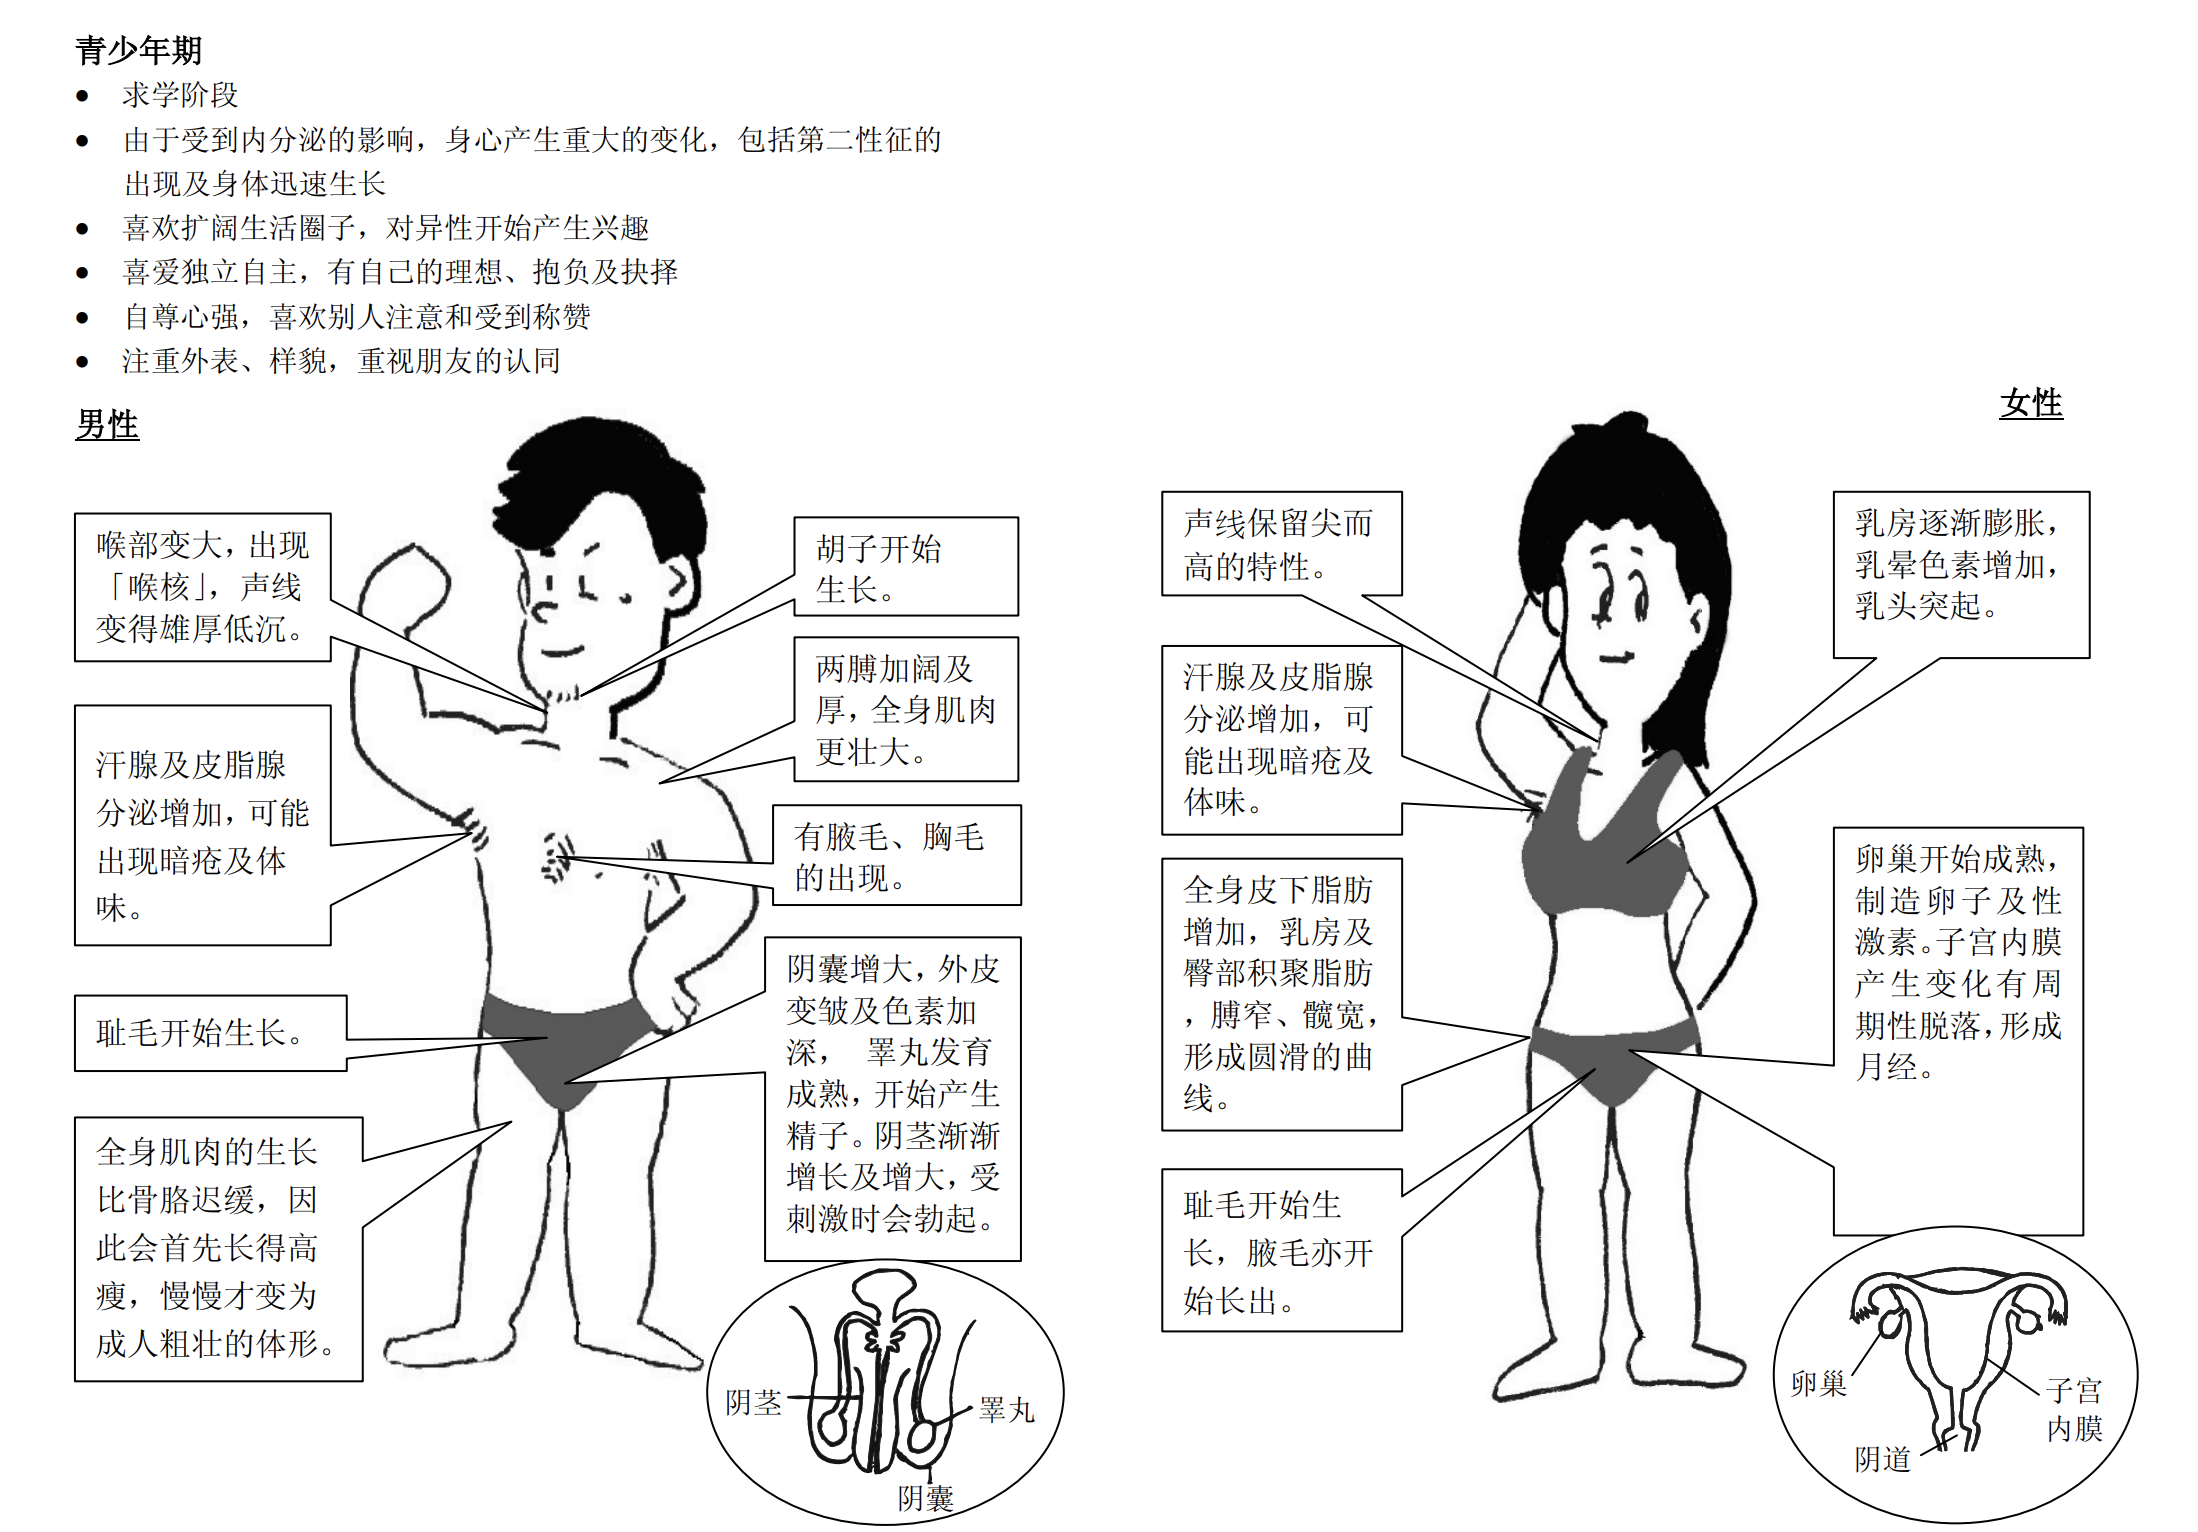 青少年期
● 求学阶段
● 由于受到内分泌的影响，身心产生重大的变化，包括第二性征的
出现及身体迅速生长
● 喜欢扩阔生活圈子，对异性开始产生兴趣
● 喜爱独立自主，有自己的理想、抱负及抉择
● 自尊心强，喜欢别人注意和受到称赞
● 注重外表、样貌，重视朋友的认同
男性
喉部变大，出现
「喉核」，声线
变得雄厚低沉。
汗腺及皮脂腺
分泌增加，可能
出现暗疮及体
味。
耻毛开始生长。
全身肌肉的生长
比骨胳迟缓，因
此会首先长得高
瘦，慢慢才变为
成人粗壮的体形。
胡子开始
生长。
两膊加阔及
厚，全身肌肉
更壮大。
有腋毛、胸毛
的出现。
阴囊增大，外皮
变皱及色素加
深， 睪丸发育
成熟，开始产生
精子。阴茎渐渐
增长及增大，受
刺激时会勃起。
阴茎
睪丸
阴囊
女性
声线保留尖而
高的特性。
汗腺及皮脂腺
分泌增加，可
能出现暗疮及
体味。
全身皮下脂肪
增加，乳房及
臀部积聚脂肪
，膊窄、髋宽，
形成圆滑的曲
线。
耻毛开始生
长，腋毛亦开
始长出。
乳房逐渐膨胀，
乳晕色素增加，
乳头突起。
卵巢开始成熟，
制造卵子及性
激素。子宫内膜
产生变化有周
期性脱落，形成
月经。
卵巢
子宫
内膜
阴道